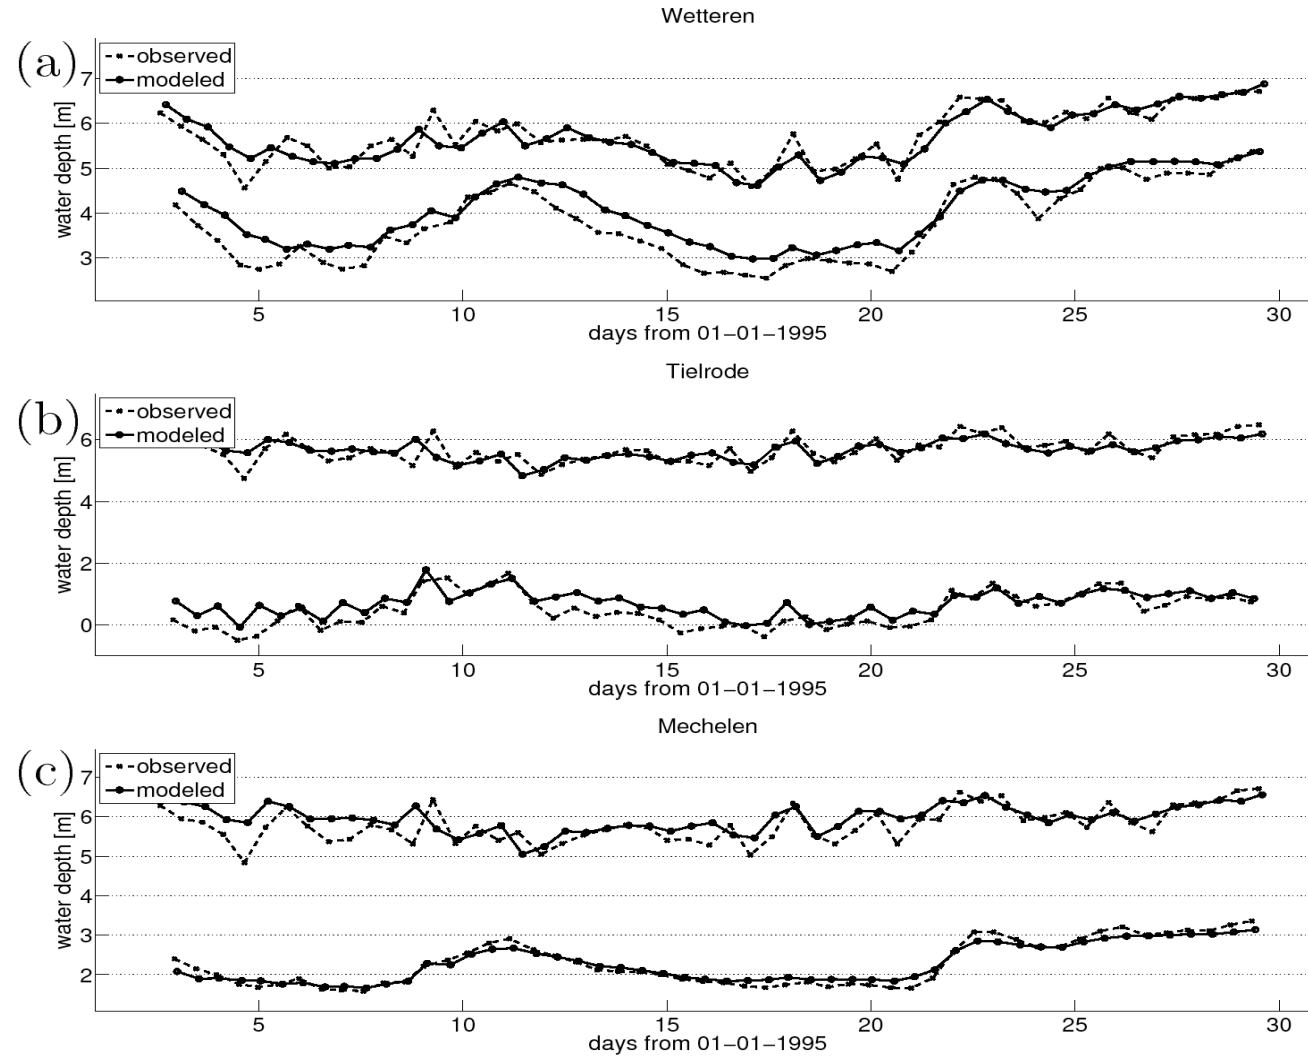 Wetteren
(a)
observed
modeled
7
6
5
4
3
water depth [m]
5 10 15 20 25 30
days from 01-01-1995
Tielrode
(b)
observed
modeled
6
4
2
0
water depth [m]
5 10 15 20 25 30
days from 01-01-1995
Mechelen
(c)
observed
modeled
7
6
5
4
3
2
water depth [m]
5 10 15 20 25 30
days from 01-01-1995